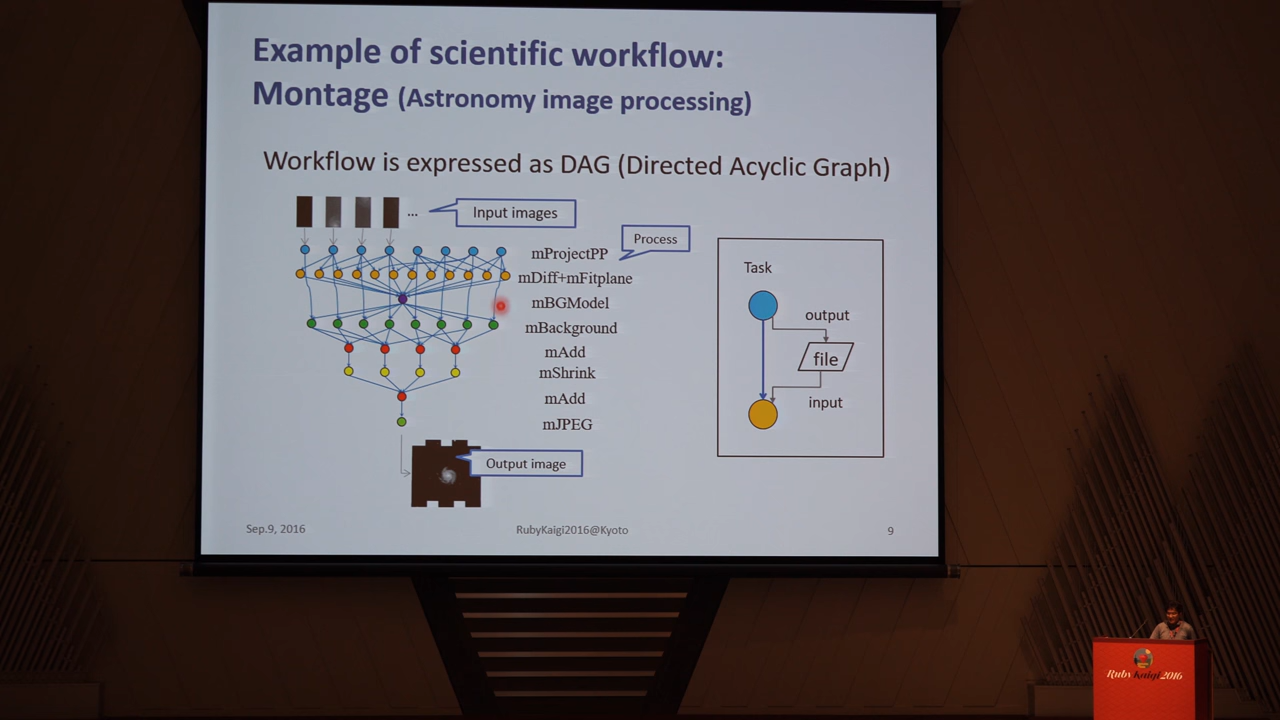 Example of scientific workflow:
Montage (Astronomy image processing)
Workflow is expressed as DAG (Directed Acyclic Graph)
...
Input images
Process
mProjectPP
mDiff+mFitplane
mBGModel
mBackground
mAdd
mShrink
mAdd
mJPEG
Output image
Task
output
file
input
Sep.9, 2016
RubyKaigi2016@Kyoto
9
RubyKaigi2016